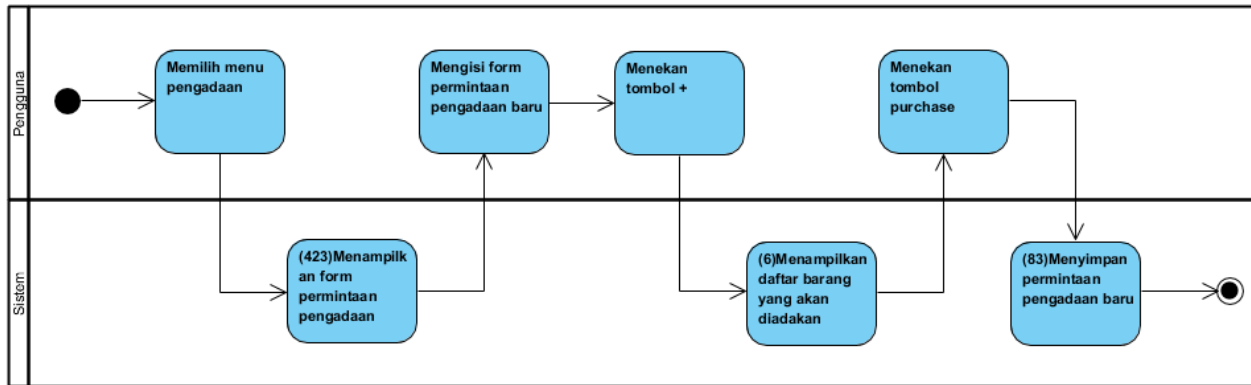 Pengguna
Memilih menu
pengadaan
Mengisi form
permintaan
pengadaan baru
Menekan
tombol +
Menekan
tombol
purchase
Sistem
(423)Menampilk
an form
permintaan
pengadaan
(6)Menampilkan
daftar barang
yang akan
diadakan
(83)Menyimpan
permintaan
pengadaan baru